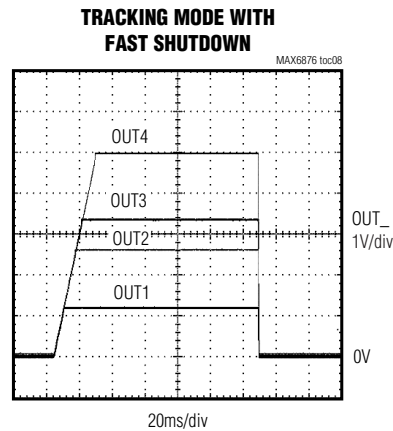 TRACKING MODE WITH
FAST SHUTDOWN
MAX6876 toc08
OUT4
OUT3
OUT2
OUT1
OUT_
1V/div
0V
20ms/div